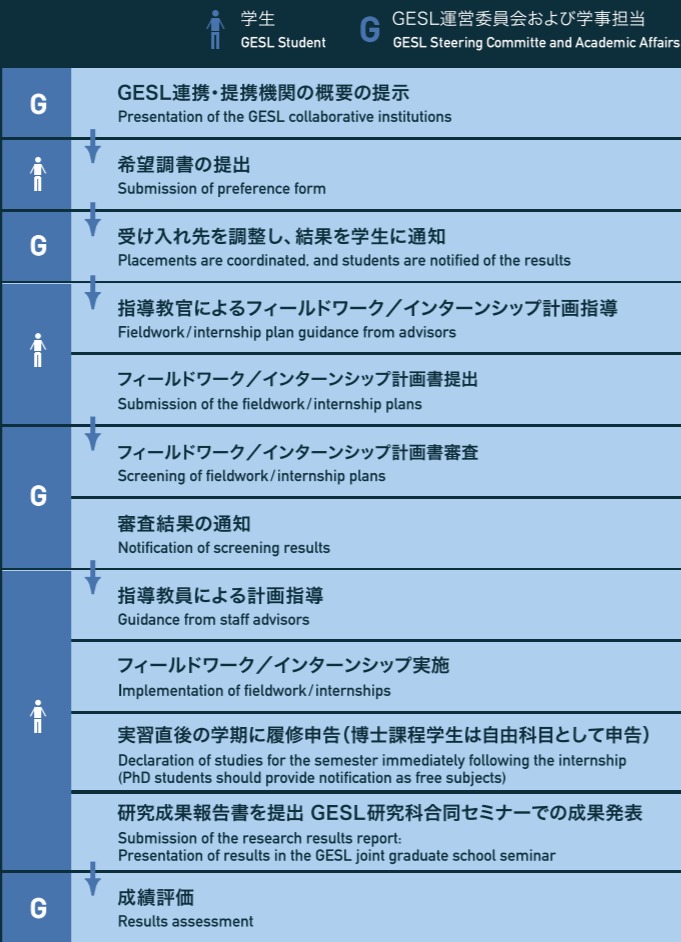 学生
GESL Student
G
GESL運営委員会および学事担当
GESL Steering Committe and Academic Affairs
G
GESL連携・提携機関の概要の提示
Presentation of the GESL collaborative institutions
希望調書の提出
Submission of preference form
G
受け入れ先を調整し、結果を学生に通知
Placements are coordinated, and students are notified of the results
指導教官によるフィールドワーク／インターンシップ計画指導
Fieldwork/internship plan guidance from advisors
フィールドワーク／インターンシップ計画書提出
Submission of the fieldwork/internship plans
G
フィールドワーク／インターンシップ計画書審査
Screening of fieldwork/internship plans
審査結果の通知
Notification of screening results
指導教員による計画指導
Guidance from staff advisors
フィールドワーク／インターンシップ実施
Implementation of fieldwork/internships
実習直後の学期に履修申告（博士課程学生は自由科目として申告）
Declaration of studies for the semester immediately following the internship
(PhD students should provide notification as free subjects)
研究成果報告書を提出 GESL研究科合同セミナーでの成果発表
Submission of the research results report:
Presentation of results in the GESL joint graduate school seminar
G
成績評価
Results assessment